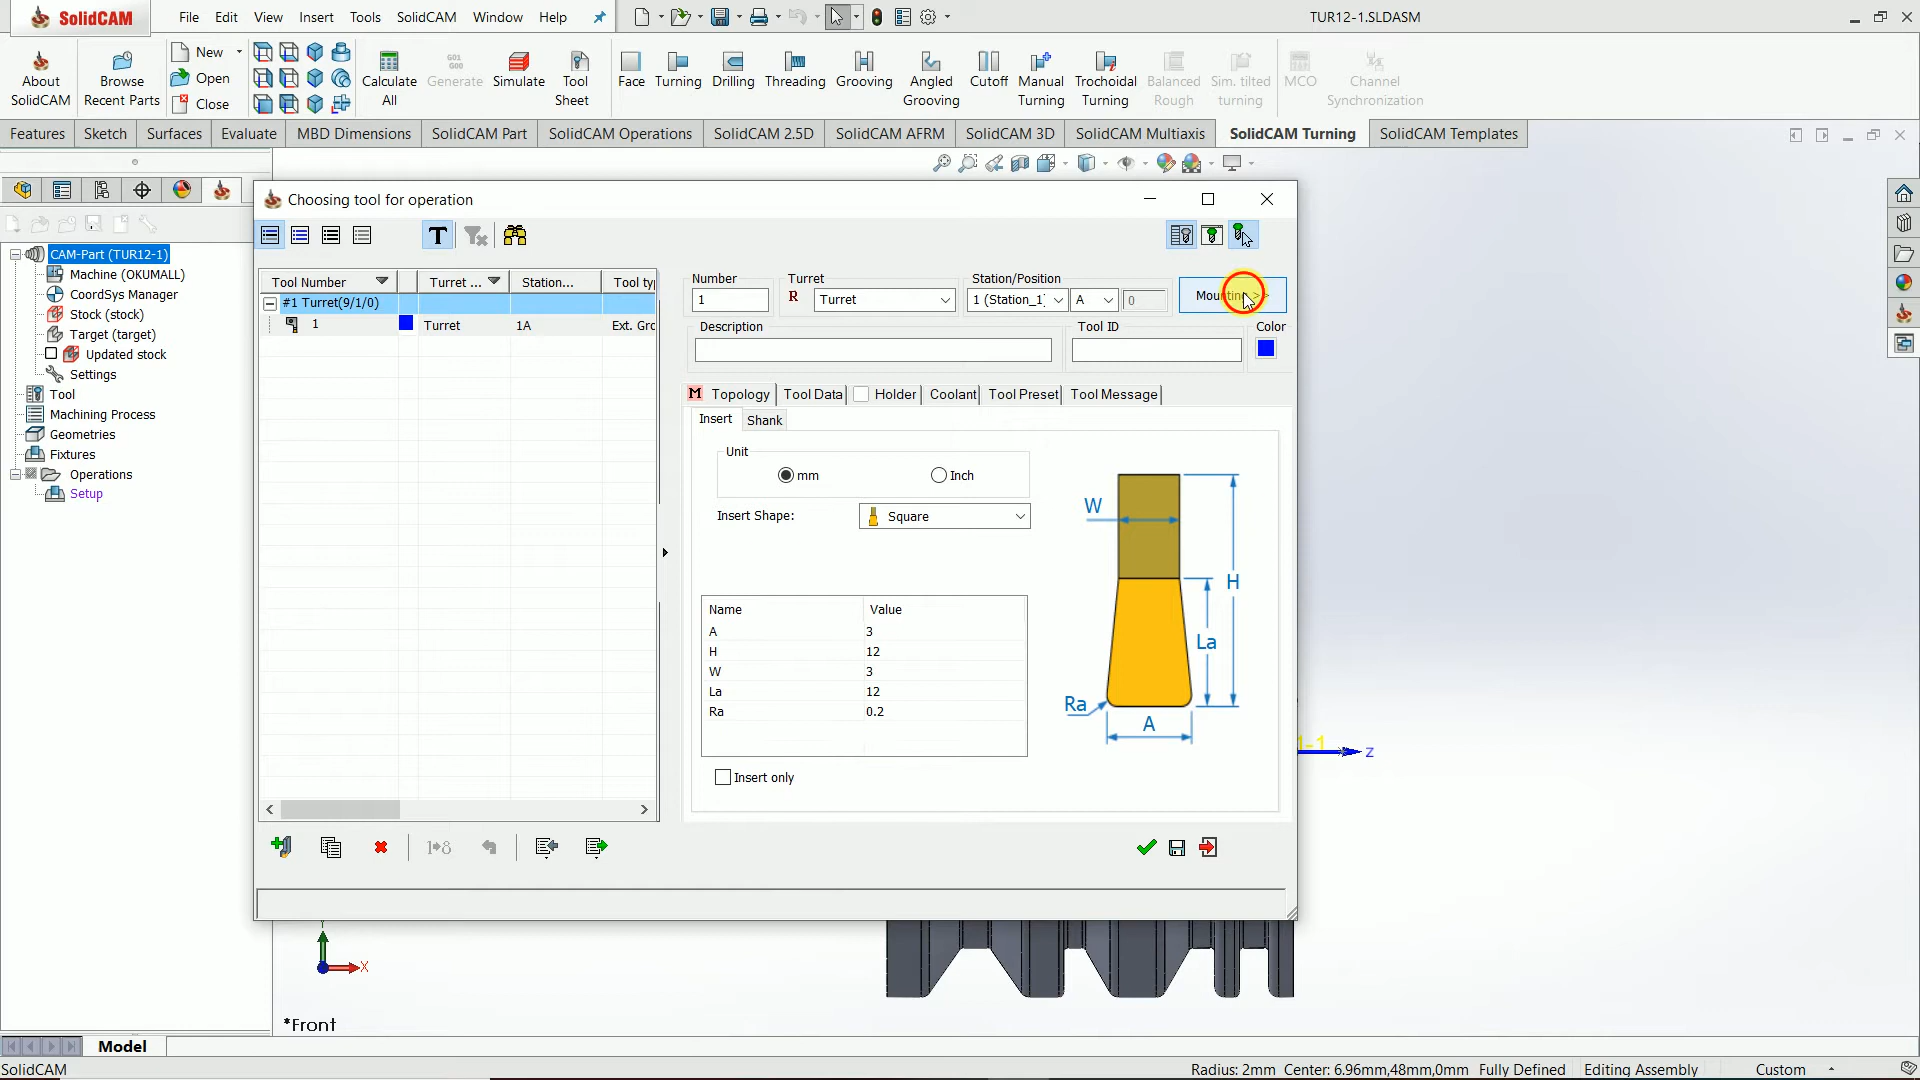 SolidCAM File Edit View Insert Tools SolidCAM Window Help TUR12-1.SLDASM
About SolidCAM
Browse Recent Parts
New
Open
Close
Calculate All
G01 G00 Generate
Simulate
Tool Sheet
Face
Turning
Drilling
Threading
Grooving
Angled Grooving
Cutoff
Manual Turning
Trochoidal Turning
Balanced Rough
Sim. tilted turning
MCO
Channel Synchronization
Features Sketch Surfaces Evaluate MBD Dimensions SolidCAM Part SolidCAM Operations SolidCAM 2.5D SolidCAM AFRM SolidCAM 3D SolidCAM Multiaxis SolidCAM Turning SolidCAM Templates
CAM-Part (TUR12-1)
Machine (OKUMALL)
CoordSys Manager
Stock (stock)
Target (target)
Updated stock
Settings
Tool
Machining Process
Geometries
Fixtures
Operations
Setup
Choosing tool for operation
T
Tool Number Turret ... Station... Tool typ
#1 Turret(9/1/0)
1 Turret 1A Ext. Gro
Number Turret Station/Position
1 R Turret 1 (Station_1) A 0
Description Tool ID Color
M Topology Tool Data Holder Coolant Tool Preset Tool Message
Insert Shank
Unit
mm Inch
Insert Shape: Square
Name Value
A 3
H 12
W 3
La 12
Ra 0.2
Insert only
W
H
La
Ra
A
1-1 z
X
*Front
Model
SolidCAM Radius: 2mm Center: 6.96mm,48mm,0mm Fully Defined Editing Assembly Custom